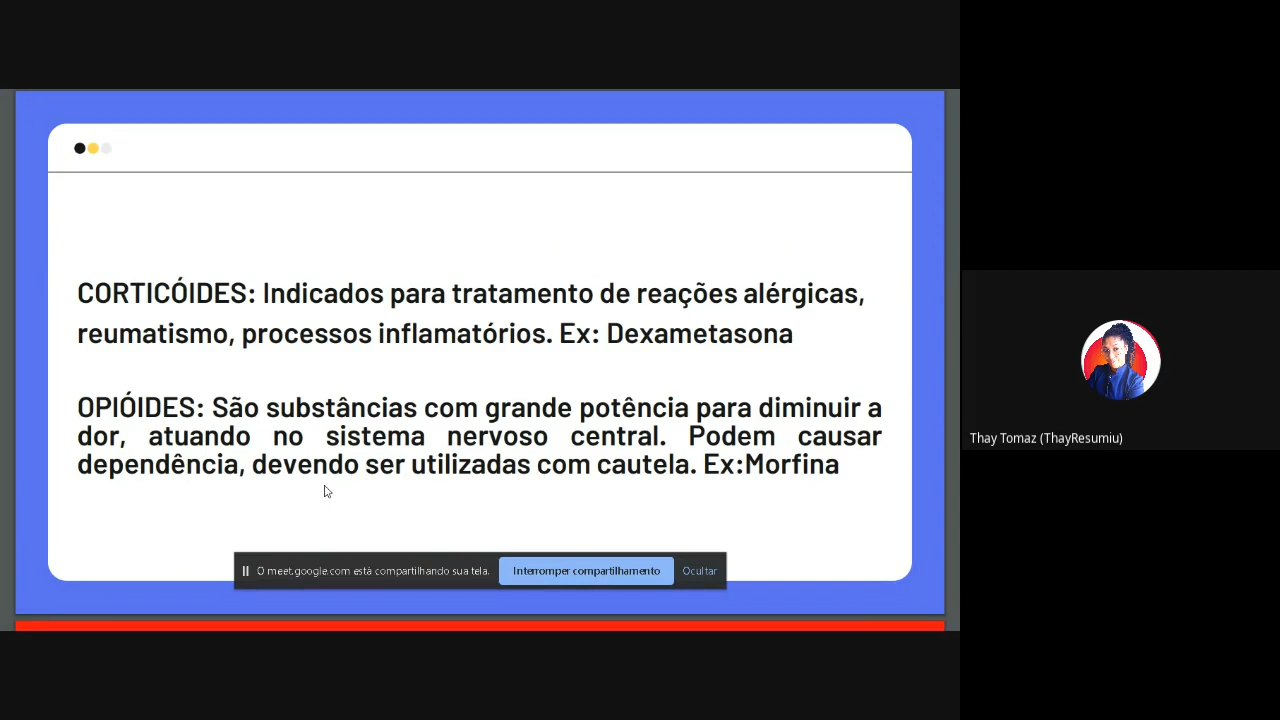 CORTICÓIDES: Indicados para tratamento de reações alérgicas,
reumatismo, processos inflamatórios. Ex: Dexametasona
OPIÓIDES: São substâncias com grande potência para diminuir a
dor, atuando no sistema nervoso central. Podem causar
dependência, devendo ser utilizadas com cautela. Ex:Morfina
O meet.google.com está compartilhando sua tela. Interromper compartilhamento Ocultar
Thay Tomaz (ThayResumiu)